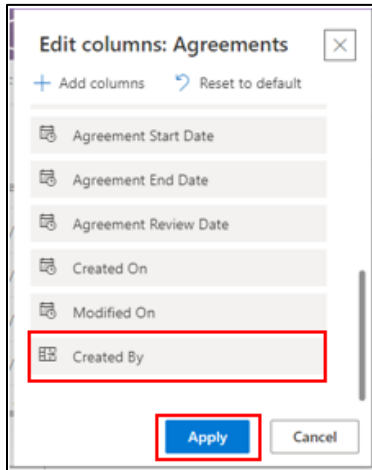 Edit columns: Agreements
Add columns Reset to default
Agreement Start Date
Agreement End Date
Agreement Review Date
Created On
Modified On
Created By
Apply Cancel